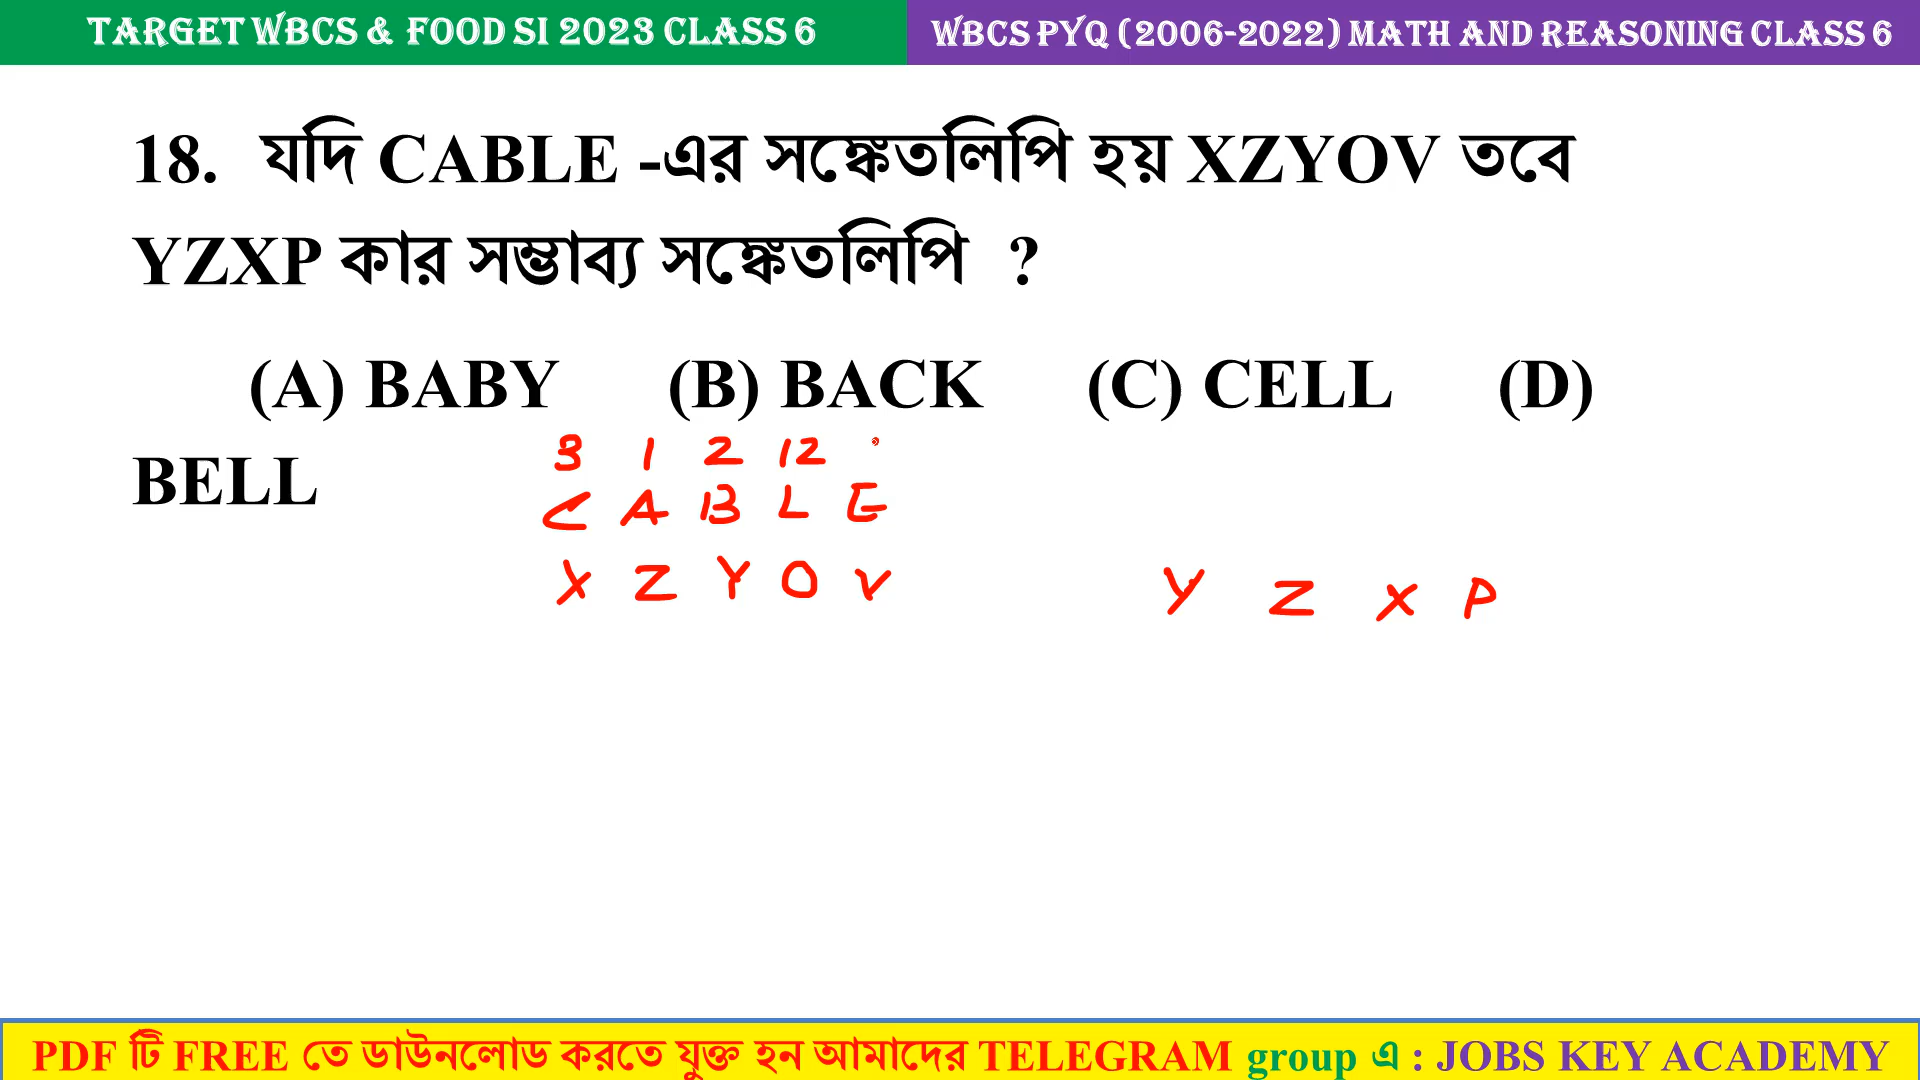 TARGET WBCS & FOOD SI 2023 CLASS 6
WBCS PYQ (2006-2022) MATH AND REASONING CLASS 6
18. যদি CABLE -এর সঙ্কেতলিপি হয় XZYOV তবে
YZXP কার সম্ভাব্য সঙ্কেতলিপি ?
(A) BABY (B) BACK (C) CELL (D)
BELL
3 1 2 12
C A B L E
X Z Y O V
Y Z X P
PDF টি FREE তে ডাউনলোড করতে যুক্ত হন আমাদের TELEGRAM group এ : JOBS KEY ACADEMY